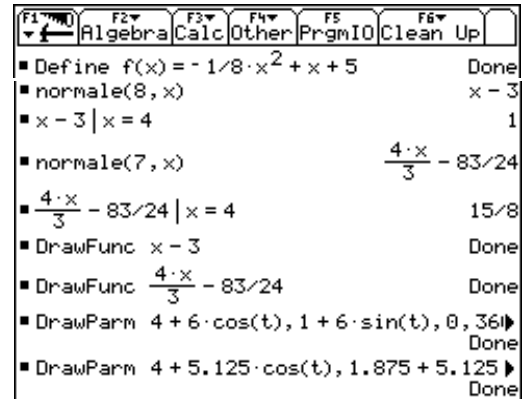 F1 F2 F3 F4 F5 F6
Algebra Calc Other PrgmIO Clean Up
▪ Define f(x) = - 1/8·x² + x + 5 Done
▪ normale(8, x) x - 3
▪ x - 3 | x = 4 1
▪ normale(7, x) 4·x/3 - 83/24
▪ 4·x/3 - 83/24 | x = 4 15/8
▪ DrawFunc x - 3 Done
▪ DrawFunc 4·x/3 - 83/24 Done
▪ DrawParm 4 + 6·cos(t), 1 + 6·sin(t), 0, 36
Done
▪ DrawParm 4 + 5.125·cos(t), 1.875 + 5.125
Done